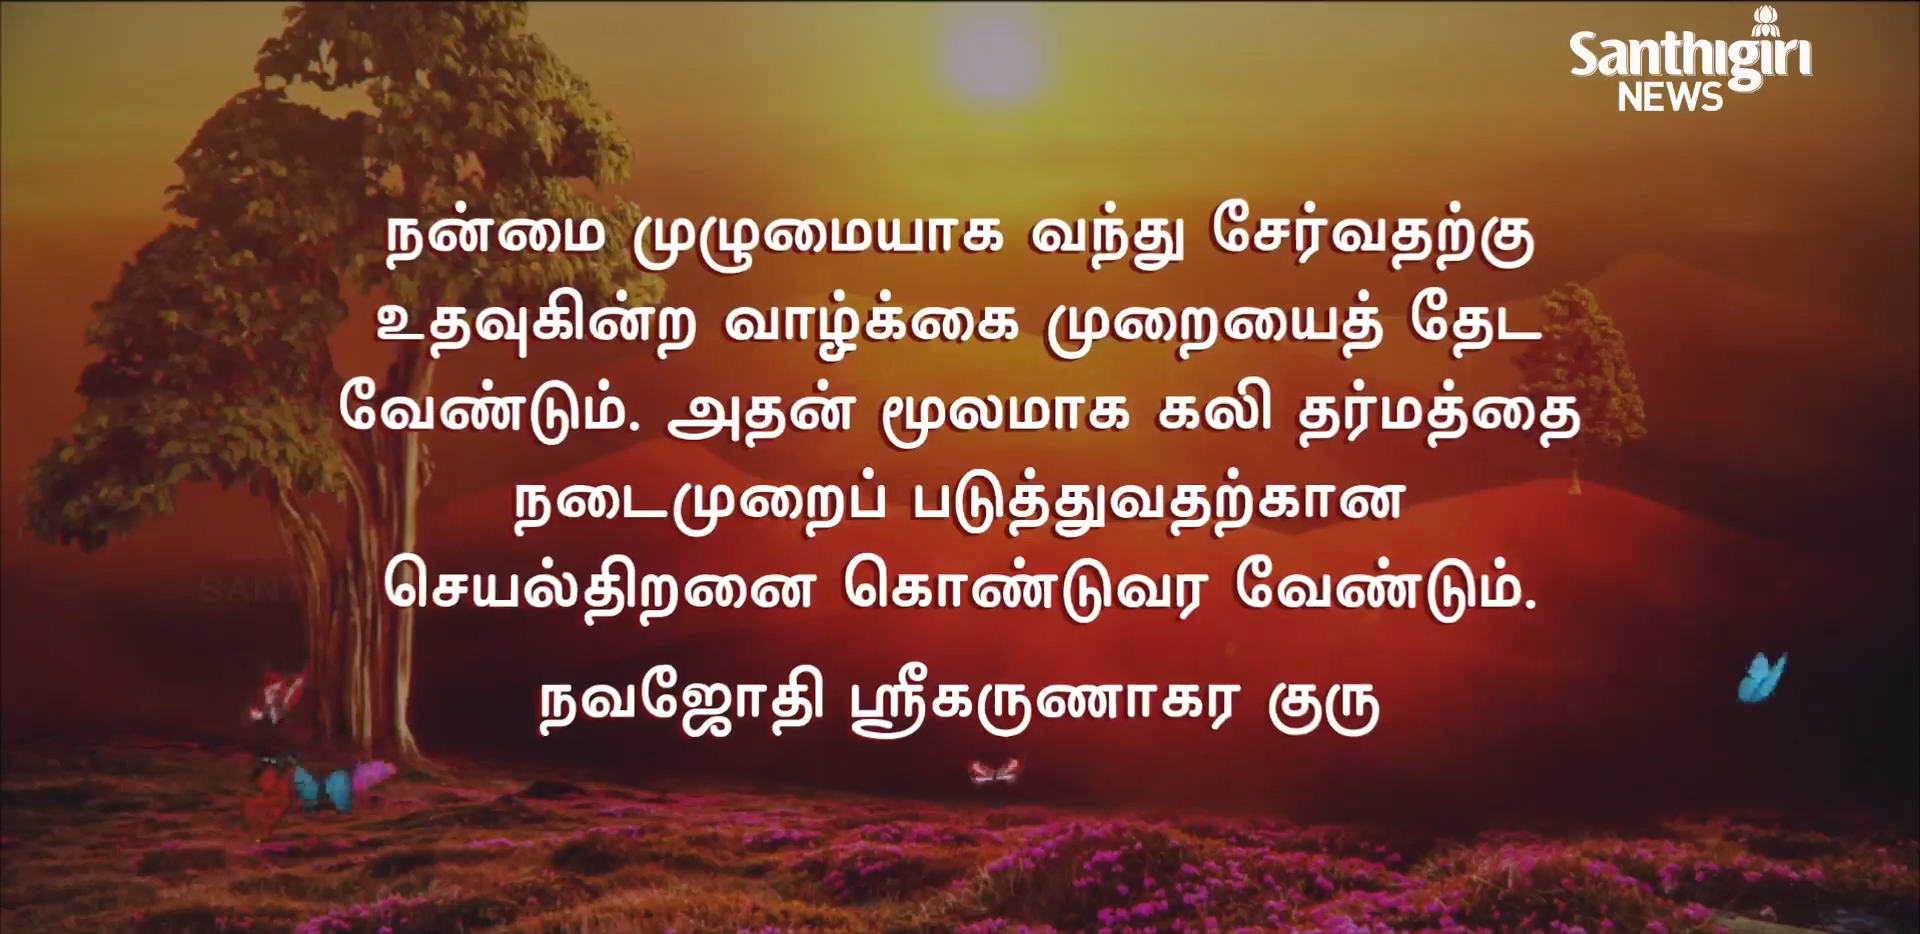 Santhigiri
NEWS
நன்மை முழுமையாக வந்து சேர்வதற்கு
உதவுகின்ற வாழ்க்கை முறையைத் தேட
வேண்டும். அதன் மூலமாக கலி தர்மத்தை
நடைமுறைப் படுத்துவதற்கான
செயல்திறனை கொண்டுவர வேண்டும்.
நவஜோதி ஸ்ரீகருணாகர குரு